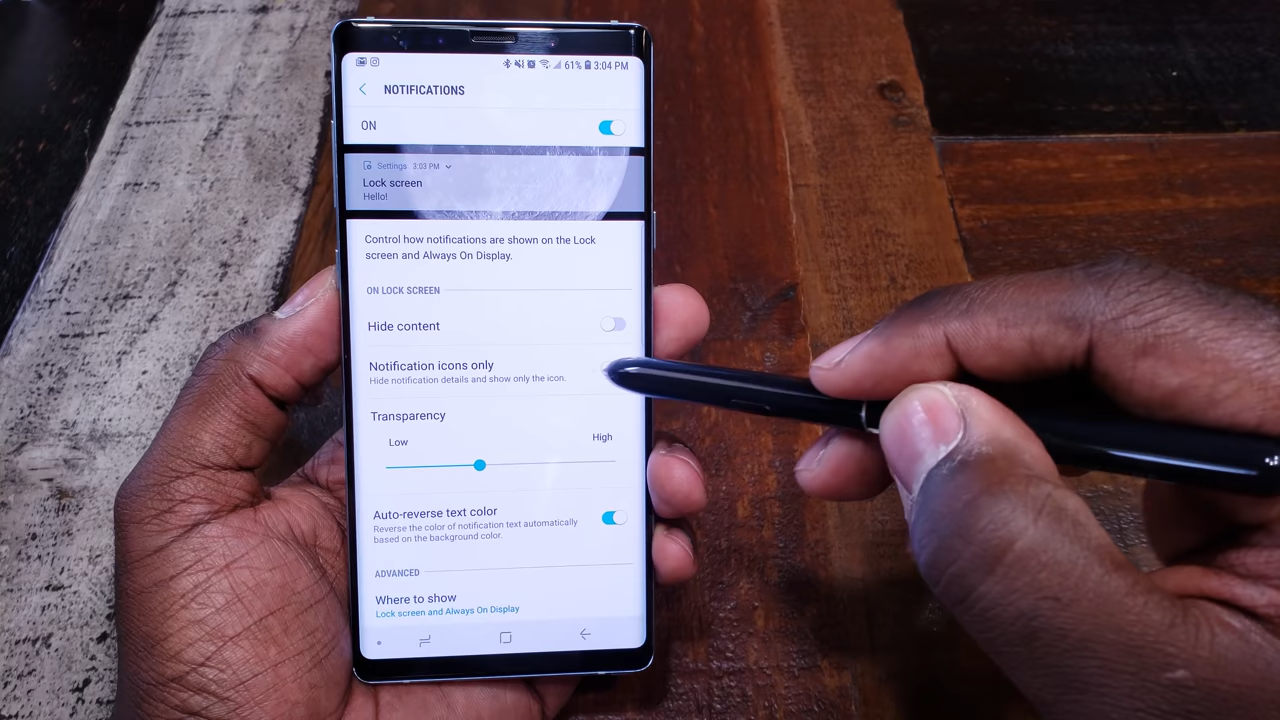 61% 3:04 PM
NOTIFICATIONS
ON
Settings 3:03 PM
Lock screen
Hello!
Control how notifications are shown on the Lock
screen and Always On Display.
ON LOCK SCREEN
Hide content
Notification icons only
Hide notification details and show only the icon.
Transparency
Low High
Auto-reverse text color
Reverse the color of notification text automatically
based on the background color.
ADVANCED
Where to show
Lock screen and Always On Display